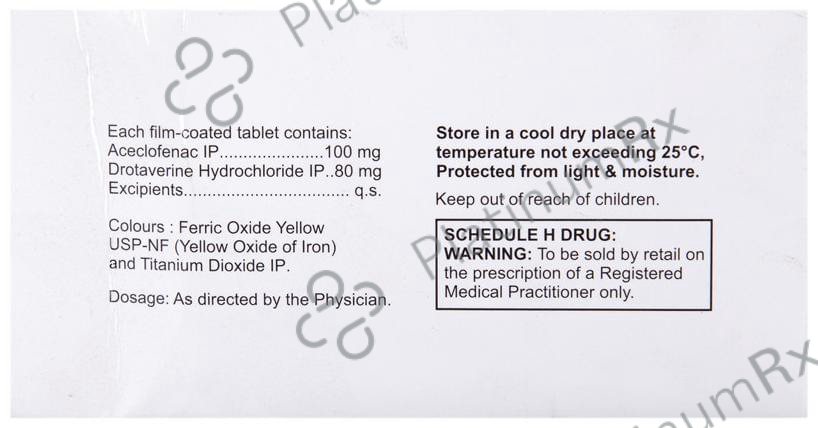 Each film-coated tablet contains:
Aceclofenac IP......................100 mg
Drotaverine Hydrochloride IP..80 mg
Excipients.................................. q.s.
Colours : Ferric Oxide Yellow
USP-NF (Yellow Oxide of Iron)
and Titanium Dioxide IP.
Dosage: As directed by the Physician.
Store in a cool dry place at
temperature not exceeding 25°C,
Protected from light & moisture.
Keep out of reach of children.
SCHEDULE H DRUG:
WARNING: To be sold by retail on
the prescription of a Registered
Medical Practitioner only.
PlatinumRx